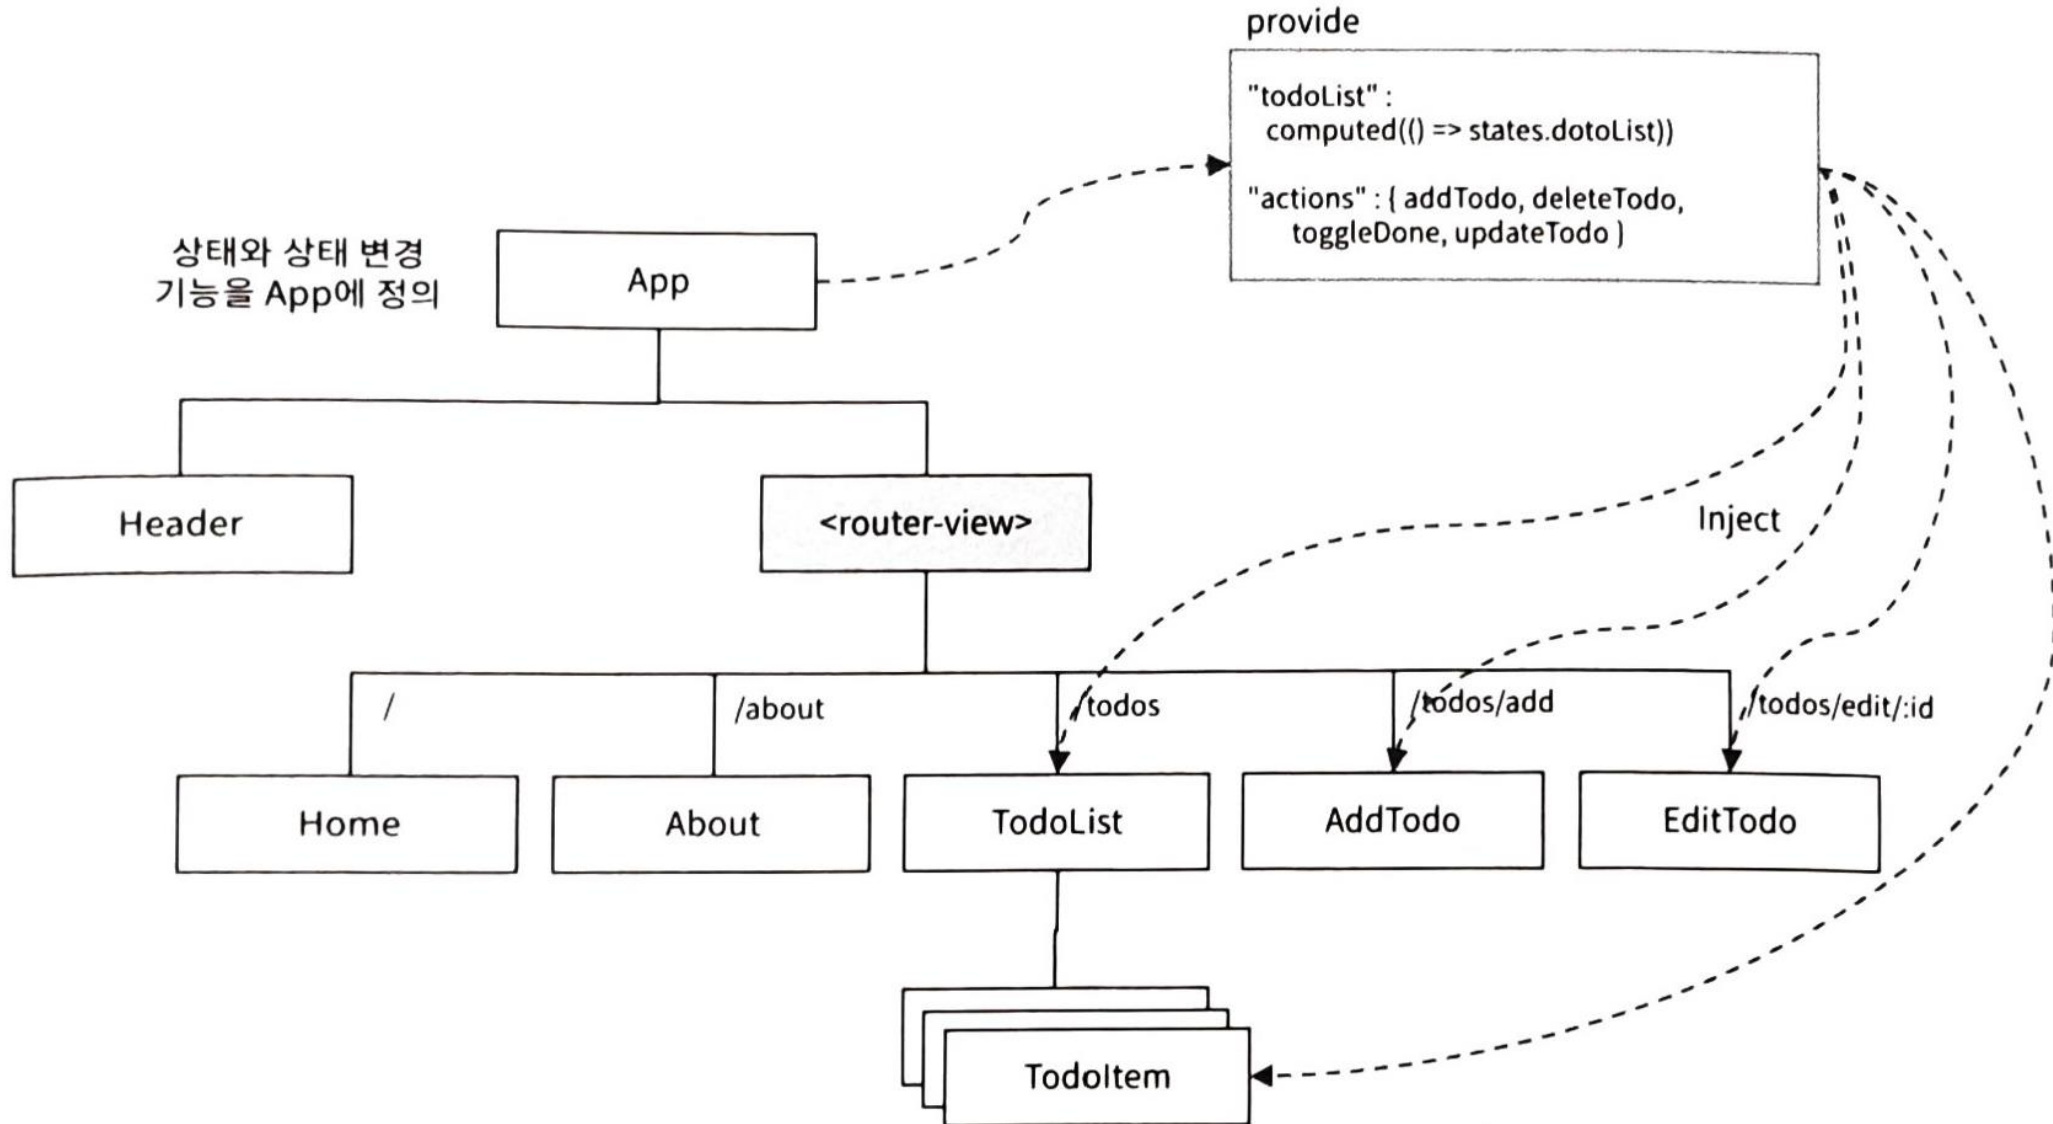 provide
"todoList" :
computed(() => states.dotoList))
"actions" : { addTodo, deleteTodo,
toggleDone, updateTodo }
상태와 상태 변경
기능을 App에 정의
App
Header
<router-view>
Inject
/
/about
/todos
/todos/add
/todos/edit/:id
Home
About
TodoList
AddTodo
EditTodo
TodoItem